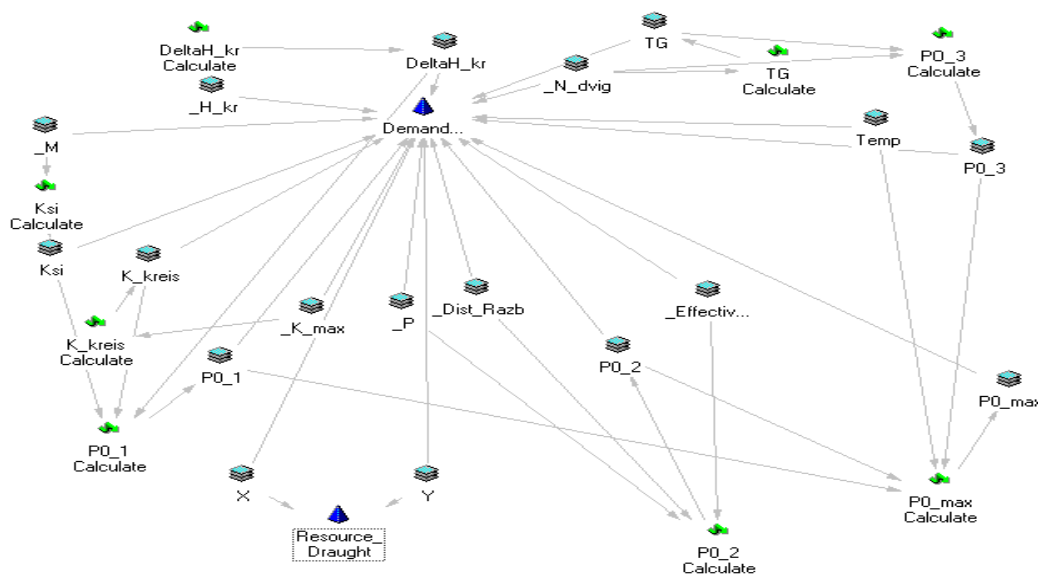 TG
DeltaH_kr
Calculate
DeltaH_kr
P0_3
Calculate
_N_dvig
TG
Calculate
_H_kr
Demand...
Temp
_M
P0_3
Ksi
Calculate
Ksi
K_kreis
_K_max
_P
_Dist_Razb
_Effectiv...
K_kreis
Calculate
P0_1
P0_2
P0_max
P0_1
Calculate
X
Y
P0_max
Calculate
Resource_
Draught
P0_2
Calculate